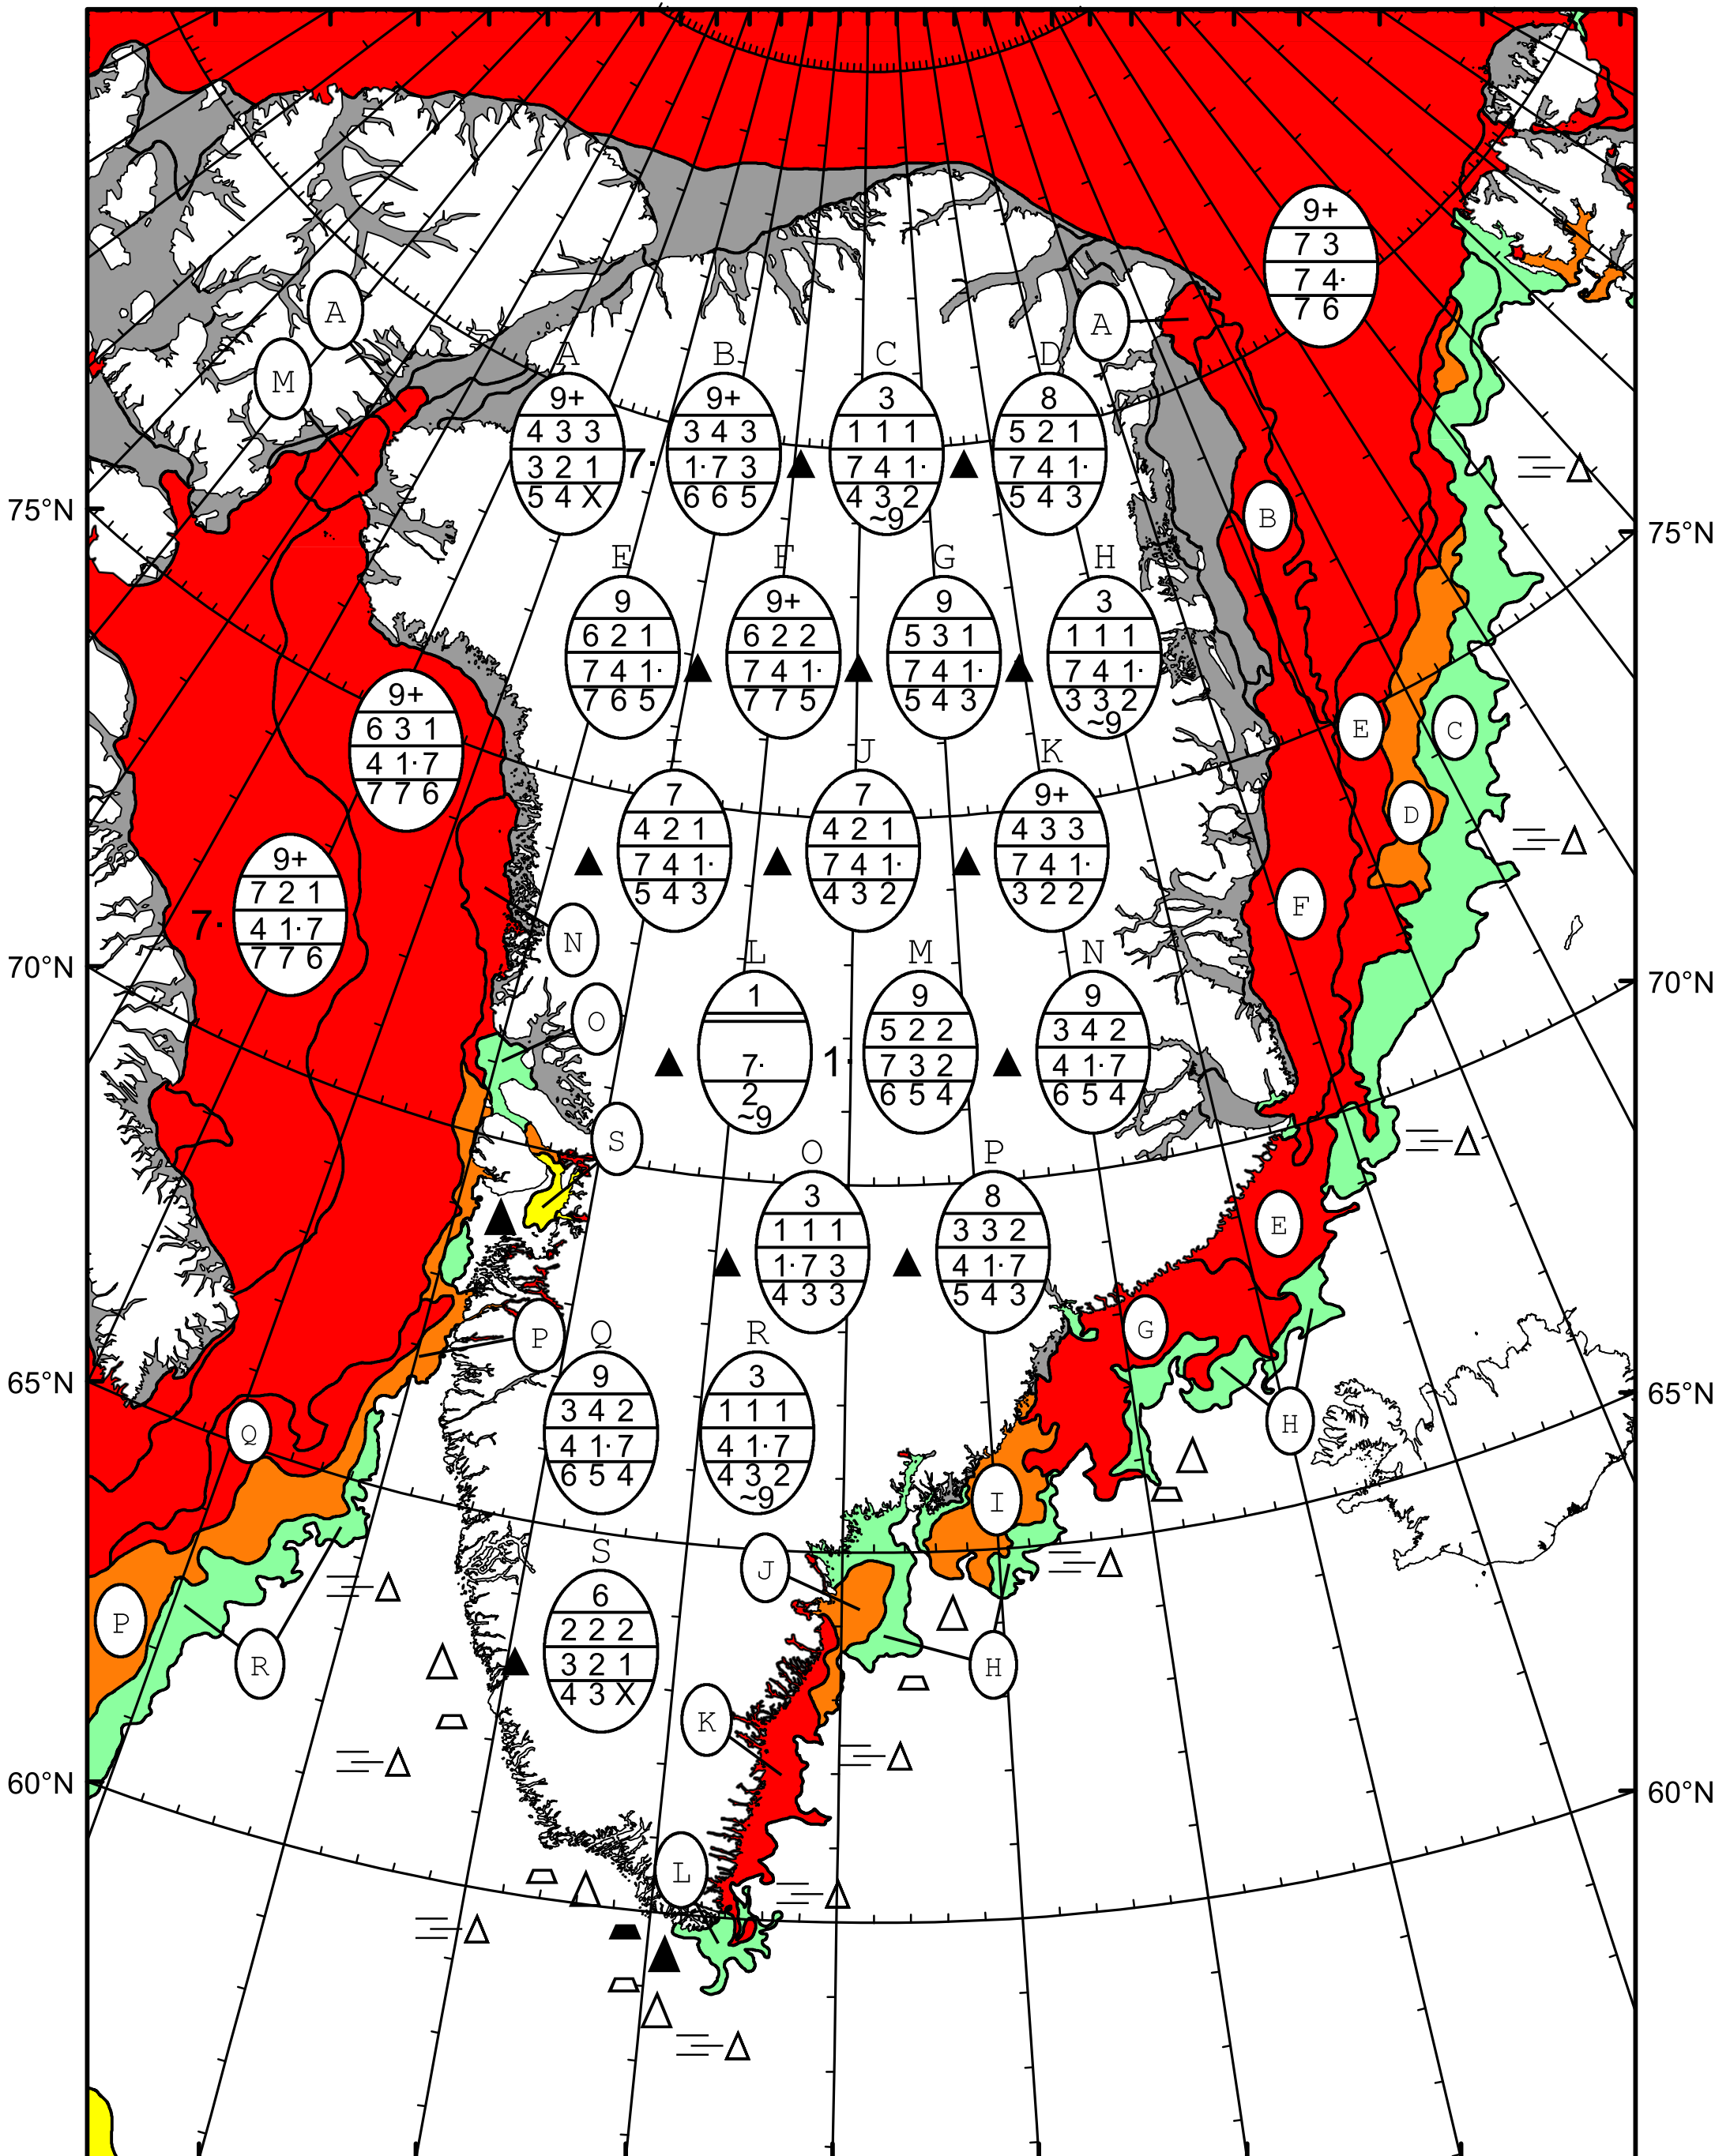 9+
7 3
7 4·
7 6
A
A
M
A
B
C
D
9+
4 3 3
3 2 1
5 4 X
7·
9+
3 4 3
1·7 3
6 6 5
3
1 1 1
7 4 1·
4 3 2
~9
8
5 2 1
7 4 1·
5 4 3
75°N
75°N
B
E
F
G
H
9
6 2 1
7 4 1·
7 6 5
9+
6 2 2
7 4 1·
7 7 5
9
5 3 1
7 4 1·
5 4 3
3
1 1 1
7 4 1·
3 3 2
~9
9+
6 3 1
4 1·7
7 7 6
E
C
D
I
J
K
7
4 2 1
7 4 1·
5 4 3
7
4 2 1
7 4 1·
4 3 2
9+
4 3 3
7 4 1·
3 2 2
9+
7 2 1
7·
4 1·7
7 7 6
F
N
70°N
70°N
L
M
N
1
7·
2
~9
1·
9
5 2 2
7 3 2
6 5 4
9
3 4 2
4 1·7
6 5 4
O
S
O
P
3
1 1 1
1·7 3
4 3 3
8
3 3 2
4 1·7
5 4 3
E
G
P
Q
R
9
3 4 2
4 1·7
6 5 4
3
1 1 1
4 1·7
4 3 2
~9
65°N
65°N
Q
H
I
S
6
2 2 2
3 2 1
4 3 X
J
P
R
H
K
60°N
60°N
L